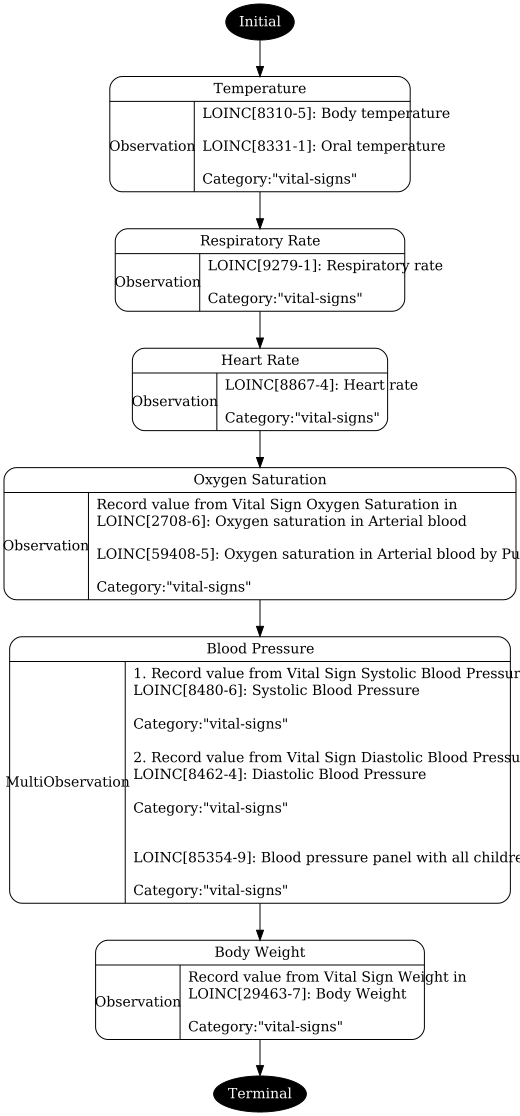 Initial
Temperature
Observation
LOINC[8310-5]: Body temperature
LOINC[8331-1]: Oral temperature
Category:"vital-signs"
Respiratory Rate
Observation
LOINC[9279-1]: Respiratory rate
Category:"vital-signs"
Heart Rate
Observation
LOINC[8867-4]: Heart rate
Category:"vital-signs"
Oxygen Saturation
Observation
Record value from Vital Sign Oxygen Saturation in
LOINC[2708-6]: Oxygen saturation in Arterial blood
LOINC[59408-5]: Oxygen saturation in Arterial blood by
Category:"vital-signs"
Blood Pressure
MultiObservation
1. Record value from Vital Sign Systolic Blood
LOINC[8480-6]: Systolic Blood Pressure
Category:"vital-signs"
2. Record value from Vital Sign Diastolic Blood
LOINC[8462-4]: Diastolic Blood Pressure
Category:"vital-signs"
LOINC[85354-9]: Blood pressure panel with all
Category:"vital-signs"
Body Weight
Observation
Record value from Vital Sign Weight in
LOINC[29463-7]: Body Weight
Category:"vital-signs"
Terminal